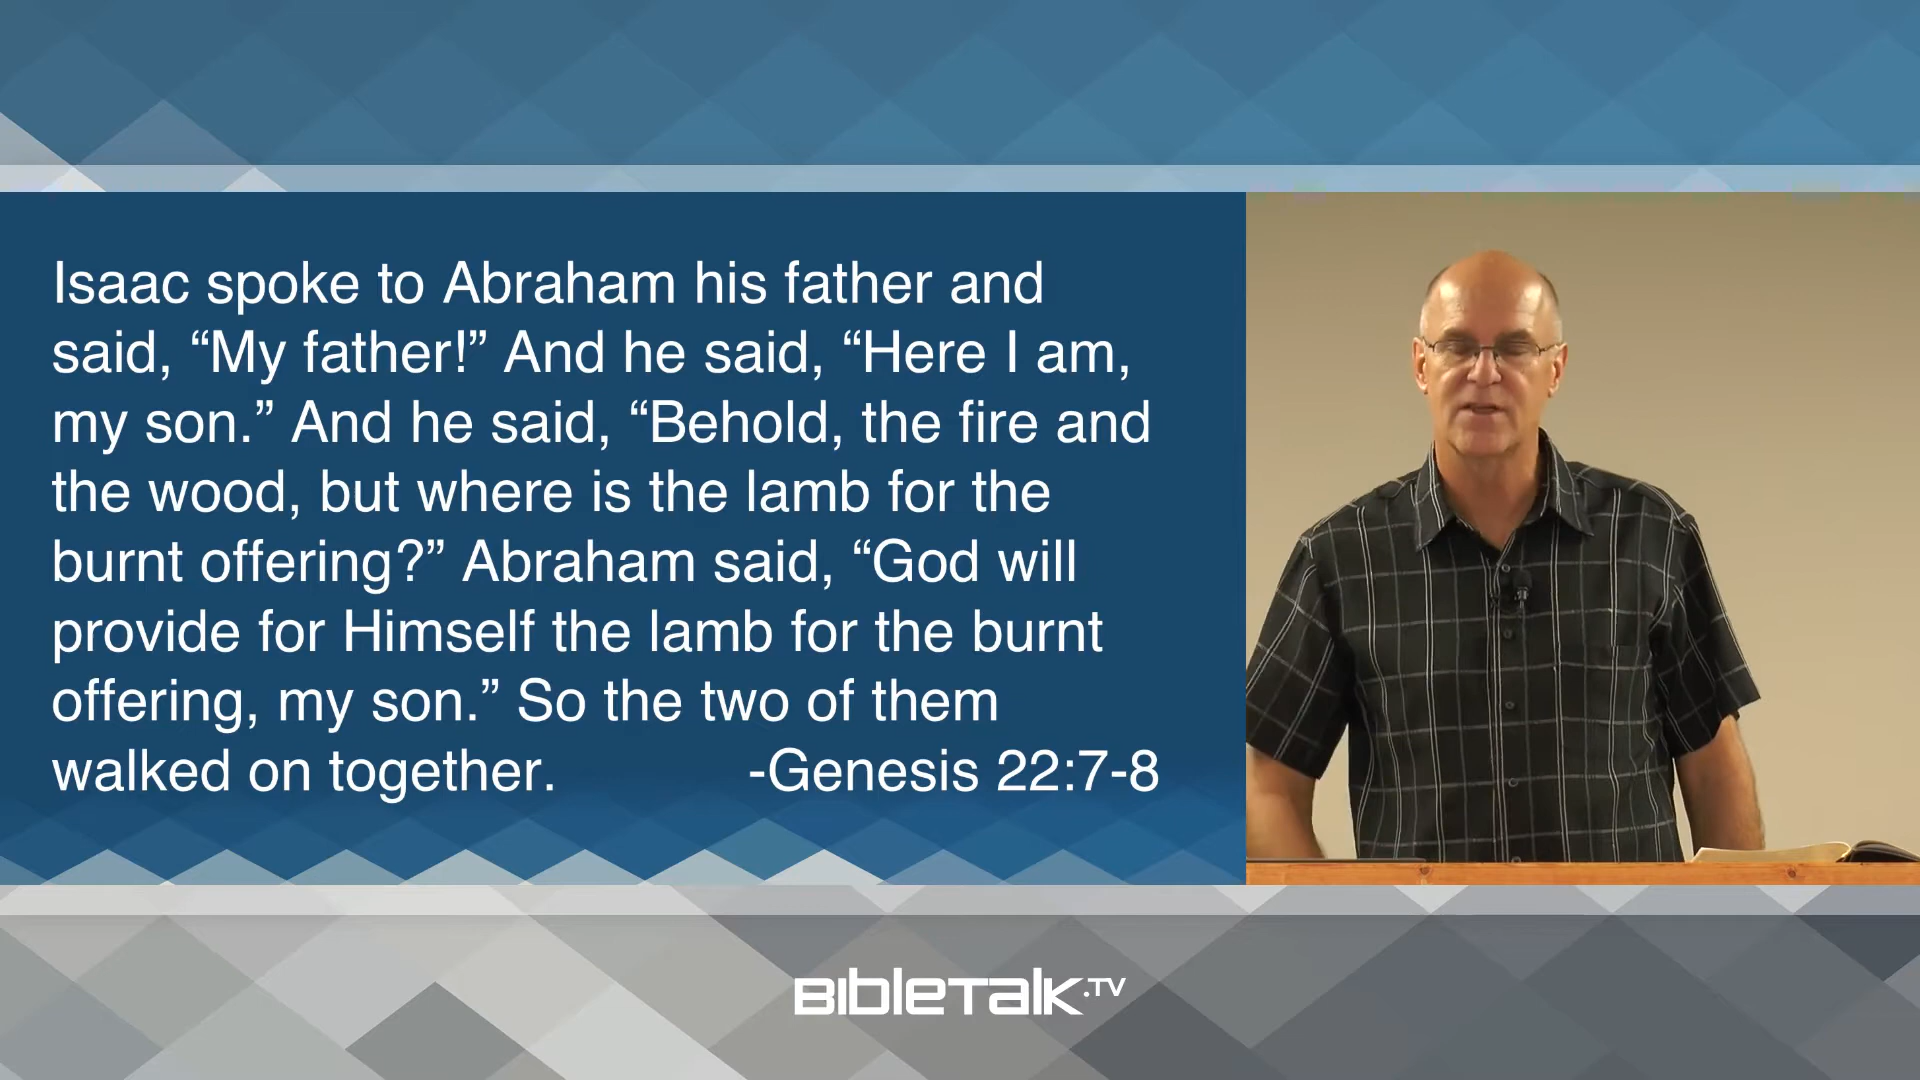 Isaac spoke to Abraham his father and
said, “My father!” And he said, “Here I am,
my son.” And he said, “Behold, the fire and
the wood, but where is the lamb for the
burnt offering?” Abraham said, “God will
provide for Himself the lamb for the burnt
offering, my son.” So the two of them
walked on together. -Genesis 22:7-8
BibleTalk.TV